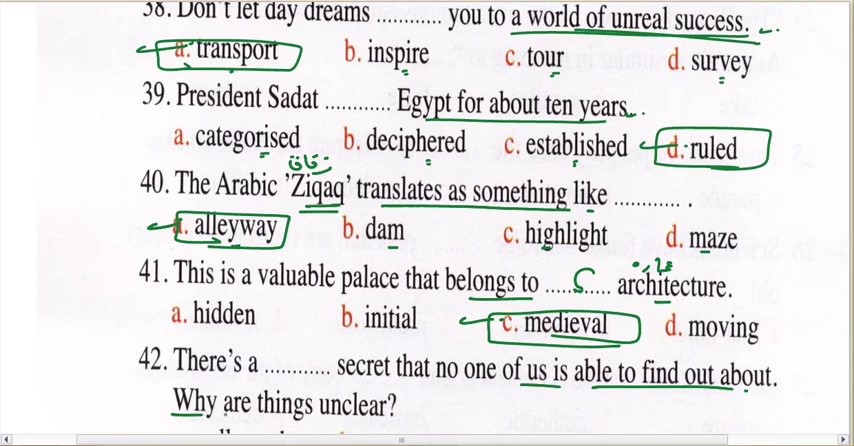 38. Don't let day dreams ............ you to a world of unreal success.
a. transport b. inspire c. tour d. survey
39. President Sadat ............ Egypt for about ten years.
a. categorised b. deciphered c. established d. ruled
زقاق
40. The Arabic 'Ziqaq' translates as something like ............
a. alleyway b. dam c. highlight d. maze
41. This is a valuable palace that belongs to ............ architecture.
a. hidden b. initial c. medieval d. moving
42. There's a ............ secret that no one of us is able to find out about.
Why are things unclear?